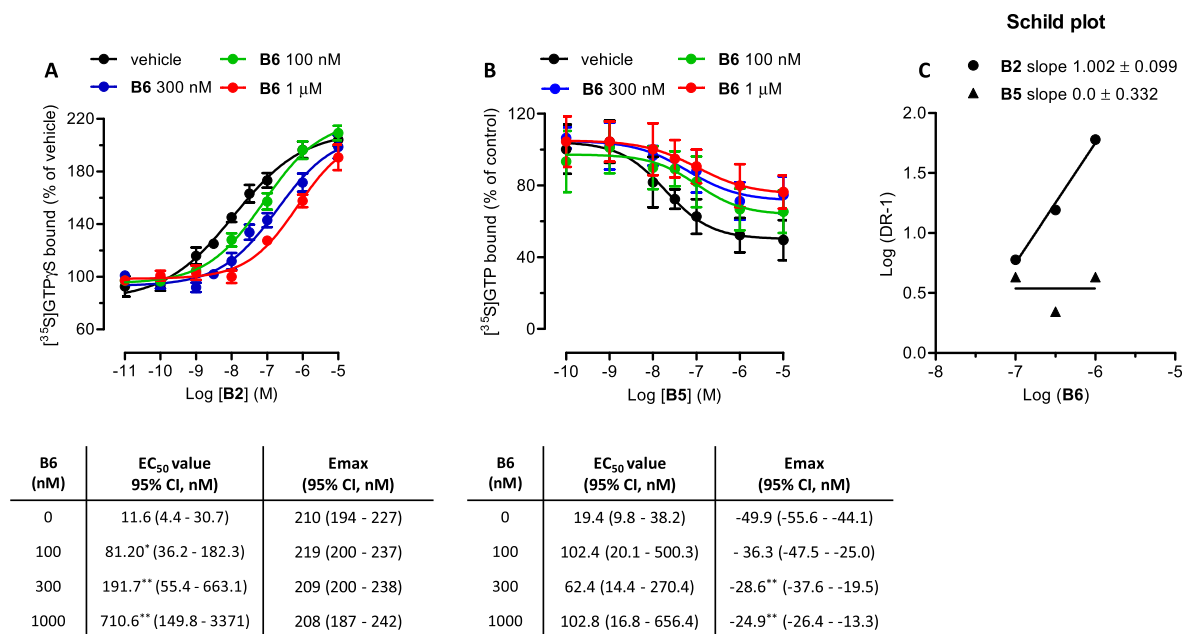 Schild plot
A
vehicle
B6 100 nM
B6 300 nM
B6 1 μM
[³⁵S]GTPγS bound (% of vehicle)
220
180
140
100
60
-11 -10 -9 -8 -7 -6 -5
Log [B2] (M)
B
vehicle
B6 100 nM
B6 300 nM
B6 1 μM
[³⁵S]GTP bound (% of control)
120
80
40
0
-10 -9 -8 -7 -6 -5
Log [B5] (M)
C
B2 slope 1.002 ± 0.099
B5 slope 0.0 ± 0.332
Log (DR-1)
2.0
1.5
1.0
0.5
0.0
-8 -7 -6 -5
Log (B6)
B6 (nM) EC₅₀ value 95% CI, nM) Emax (95% CI, nM)
0 11.6 (4.4 - 30.7) 210 (194 - 227)
100 81.20* (36.2 - 182.3) 219 (200 - 237)
300 191.7** (55.4 - 663.1) 209 (200 - 238)
1000 710.6** (149.8 - 3371) 208 (187 - 242)
B6 (nM) EC₅₀ value 95% CI, nM) Emax (95% CI, nM)
0 19.4 (9.8 - 38.2) -49.9 (-55.6 - -44.1)
100 102.4 (20.1 - 500.3) - 36.3 (-47.5 - -25.0)
300 62.4 (14.4 - 270.4) -28.6** (-37.6 - -19.5)
1000 102.8 (16.8 - 656.4) -24.9** (-26.4 - -13.3)